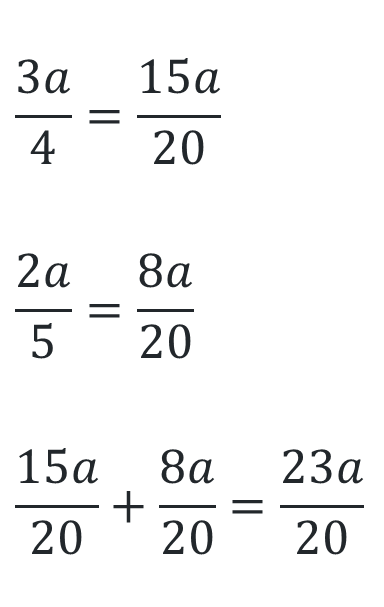 3a/4 = 15a/20
2a/5 = 8a/20
15a/20 + 8a/20 = 23a/20